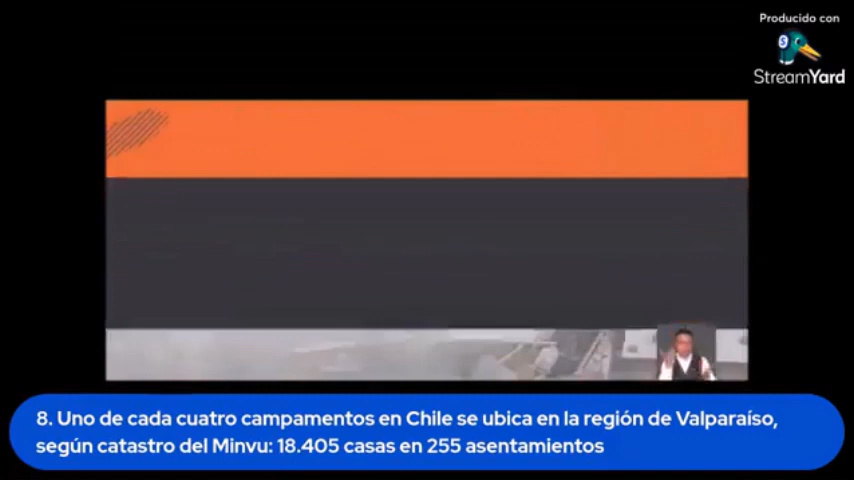 Producido con
StreamYard
8. Uno de cada cuatro campamentos en Chile se ubica en la región de Valparaíso,
según catastro del Minvu: 18.405 casas en 255 asentamientos